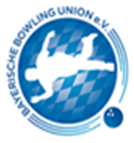 BAYERISCHE BOWLING UNION e.V.